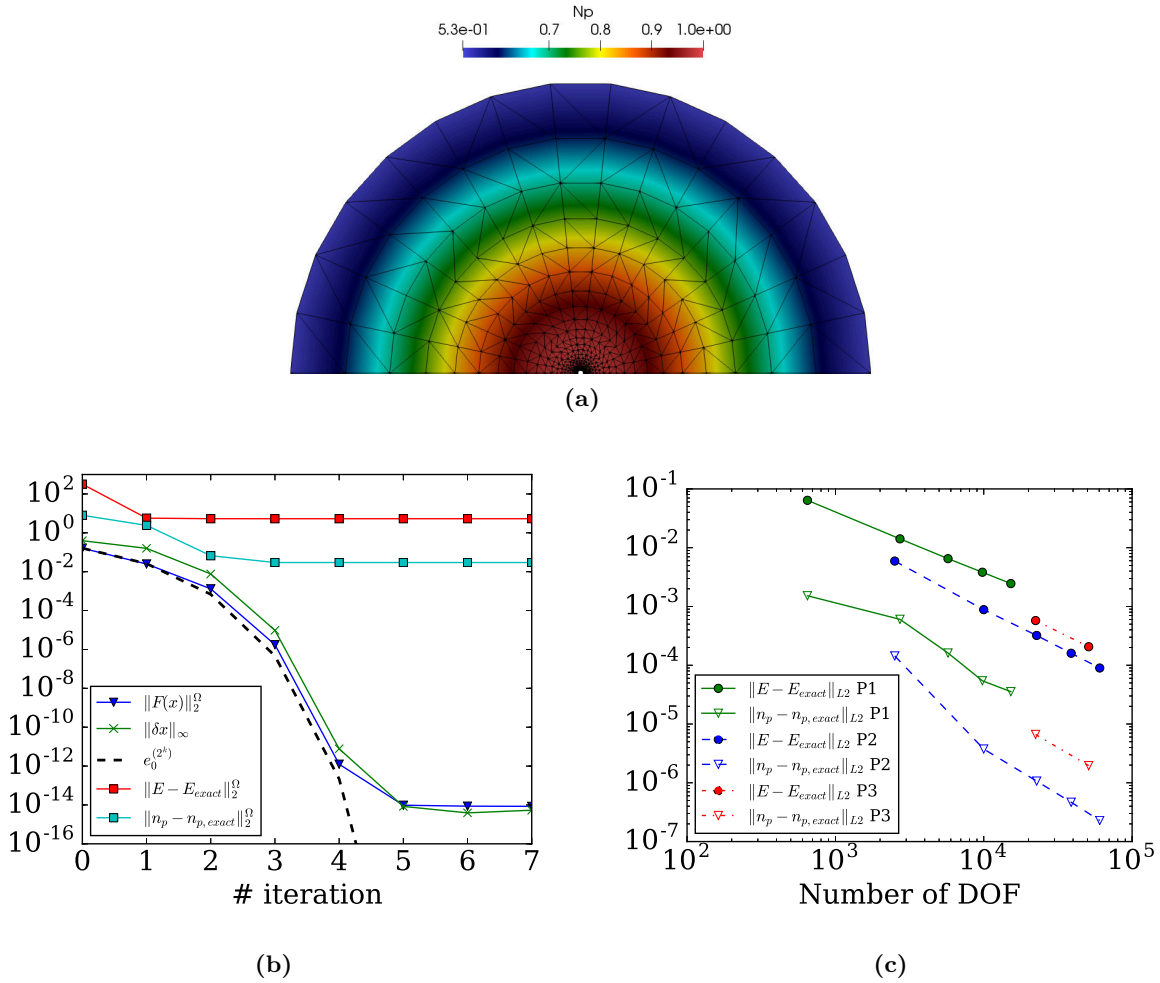 Np
5.3e-01 0.7 0.8 0.9 1.0e+00
(a)
10^2
10^0
10^-2
10^-4
10^-6
10^-8
10^-10
10^-12
10^-14
10^-16
‖F(x)‖_2^Ω
‖δx‖_∞
e_0^(2^k)
‖E − E_exact‖_2^Ω
‖n_p − n_p,exact‖_2^Ω
0 1 2 3 4 5 6 7
# iteration
(b)
10^-1
10^-2
10^-3
10^-4
10^-5
10^-6
10^-7
‖E − E_exact‖_L2 P1
‖n_p − n_p,exact‖_L2 P1
‖E − E_exact‖_L2 P2
‖n_p − n_p,exact‖_L2 P2
‖E − E_exact‖_L2 P3
‖n_p − n_p,exact‖_L2 P3
10^2 10^3 10^4 10^5
Number of DOF
(c)